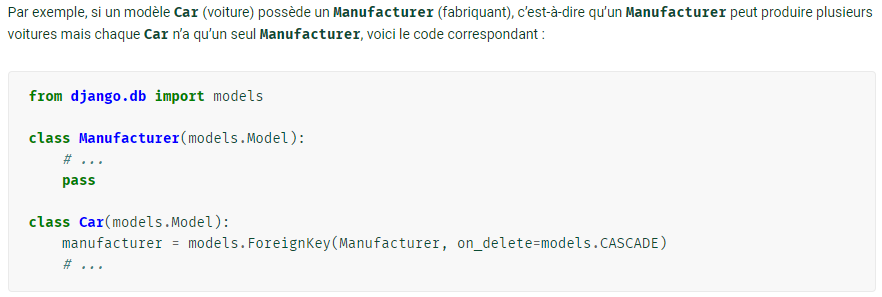 Par exemple, si un modèle Car (voiture) possède un Manufacturer (fabriquant), c’est-à-dire qu’un Manufacturer peut produire plusieurs
voitures mais chaque Car n’a qu’un seul Manufacturer, voici le code correspondant :
from django.db import models
class Manufacturer(models.Model):
    # ...
    pass
class Car(models.Model):
    manufacturer = models.ForeignKey(Manufacturer, on_delete=models.CASCADE)
    # ...